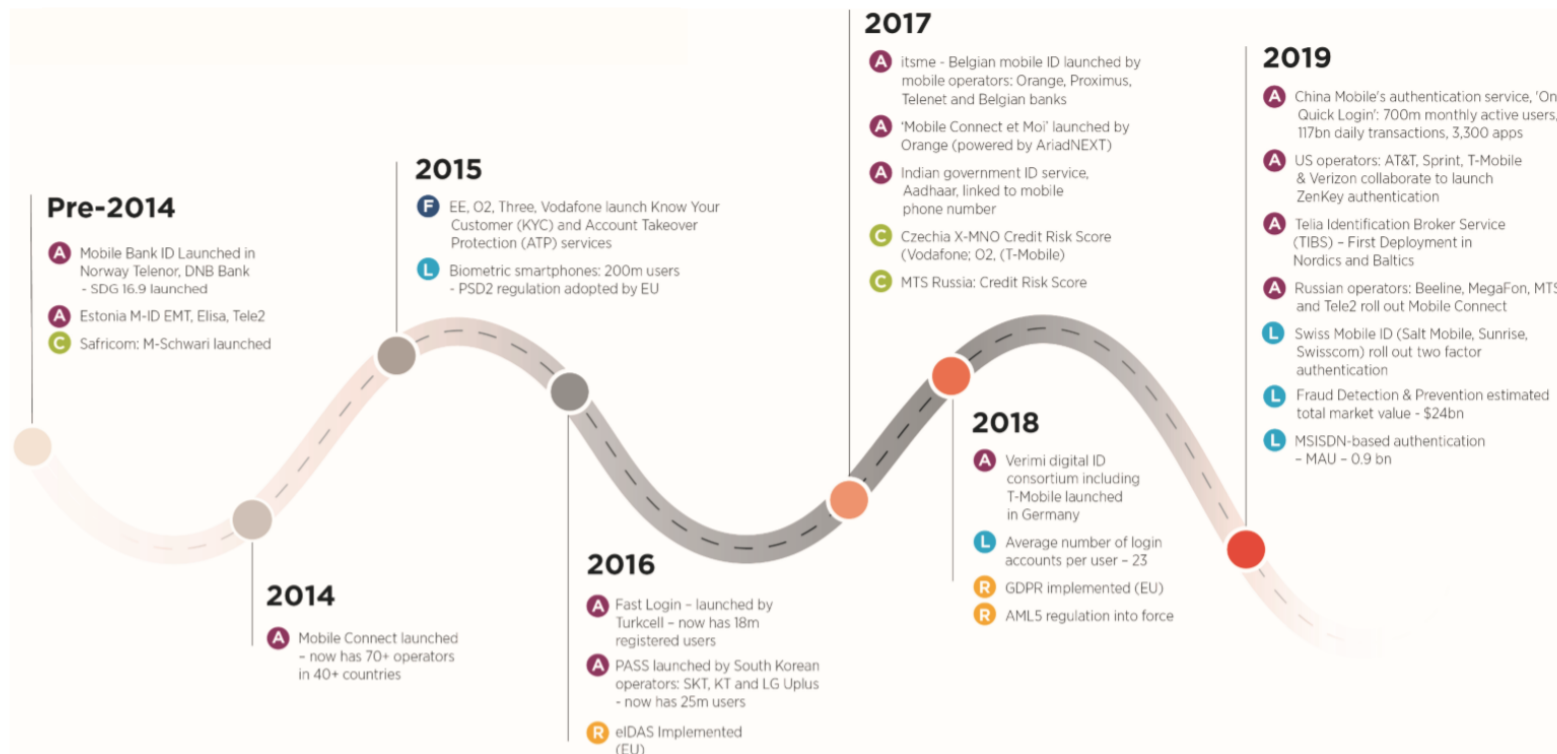 Pre-2014
A Mobile Bank ID Launched in
Norway Telenor, DNB Bank
- SDG 16.9 launched
A Estonia M-ID EMT, Elisa, Tele2
C Safricom: M-Schwari launched
2014
A Mobile Connect launched
– now has 70+ operators
in 40+ countries
2015
F EE, O2, Three, Vodafone launch Know Your
Customer (KYC) and Account Takeover
Protection (ATP) services
L Biometric smartphones: 200m users
- PSD2 regulation adopted by EU
2016
A Fast Login – launched by
Turkcell – now has 18m
registered users
A PASS launched by South Korean
operators: SKT, KT and LG Uplus
- now has 25m users
R eIDAS Implemented
(EU)
2017
A itsme - Belgian mobile ID launched by
mobile operators: Orange, Proximus,
Telenet and Belgian banks
A ‘Mobile Connect et Moi’ launched by
Orange (powered by AriadNEXT)
A Indian government ID service,
Aadhaar, linked to mobile
phone number
C Czechia X-MNO Credit Risk Score
(Vodafone; O2, (T-Mobile)
C MTS Russia: Credit Risk Score
2018
A Verimi digital ID
consortium including
T-Mobile launched
in Germany
L Average number of login
accounts per user – 23
R GDPR implemented (EU)
R AML5 regulation into force
2019
A China Mobile's authentication service, 'On
Quick Login': 700m monthly active users,
117bn daily transactions, 3,300 apps
A US operators: AT&T, Sprint, T-Mobile
& Verizon collaborate to launch
ZenKey authentication
A Telia Identification Broker Service
(TIBS) – First Deployment in
Nordics and Baltics
A Russian operators: Beeline, MegaFon, MTS
and Tele2 roll out Mobile Connect
L Swiss Mobile ID (Salt Mobile, Sunrise,
Swisscom) roll out two factor
authentication
L Fraud Detection & Prevention estimated
total market value - $24bn
L MSISDN-based authentication
– MAU – 0.9 bn